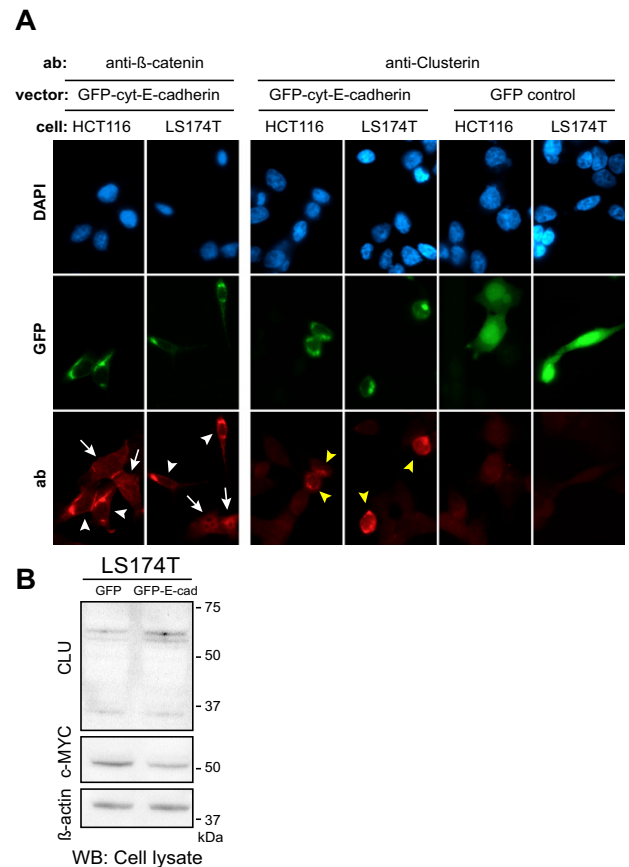 A
ab: anti-ß-catenin anti-Clusterin
vector: GFP-cyt-E-cadherin GFP-cyt-E-cadherin GFP control
cell: HCT116 LS174T HCT116 LS174T HCT116 LS174T
DAPI
GFP
ab
B
LS174T
GFP GFP-E-cad
CLU
75
50
37
c-MYC
50
ß-actin
37
kDa
WB: Cell lysate